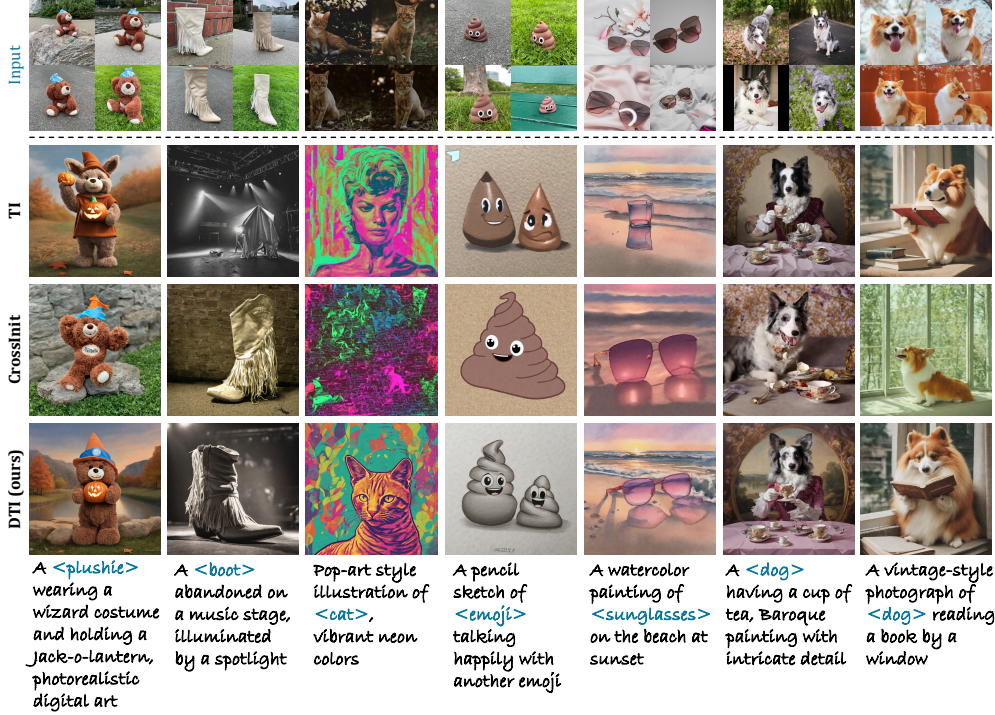 Input
TI
CrossInit
DTI (ours)
A <plushie>
wearing a
wizard costume
and holding a
Jack-o-lantern,
photorealistic
digital art
A <boot>
abandoned on
a music stage,
illuminated
by a spotlight
Pop-art style
illustration of
<cat>,
vibrant neon
colors
A pencil
sketch of
<emoji>
talking
happily with
another emoji
A watercolor
painting of
<sunglasses>
on the beach at
sunset
A <dog>
having a cup of
tea, Baroque
painting with
intricate detail
A vintage-style
photograph of
<dog> reading
a book by a
window